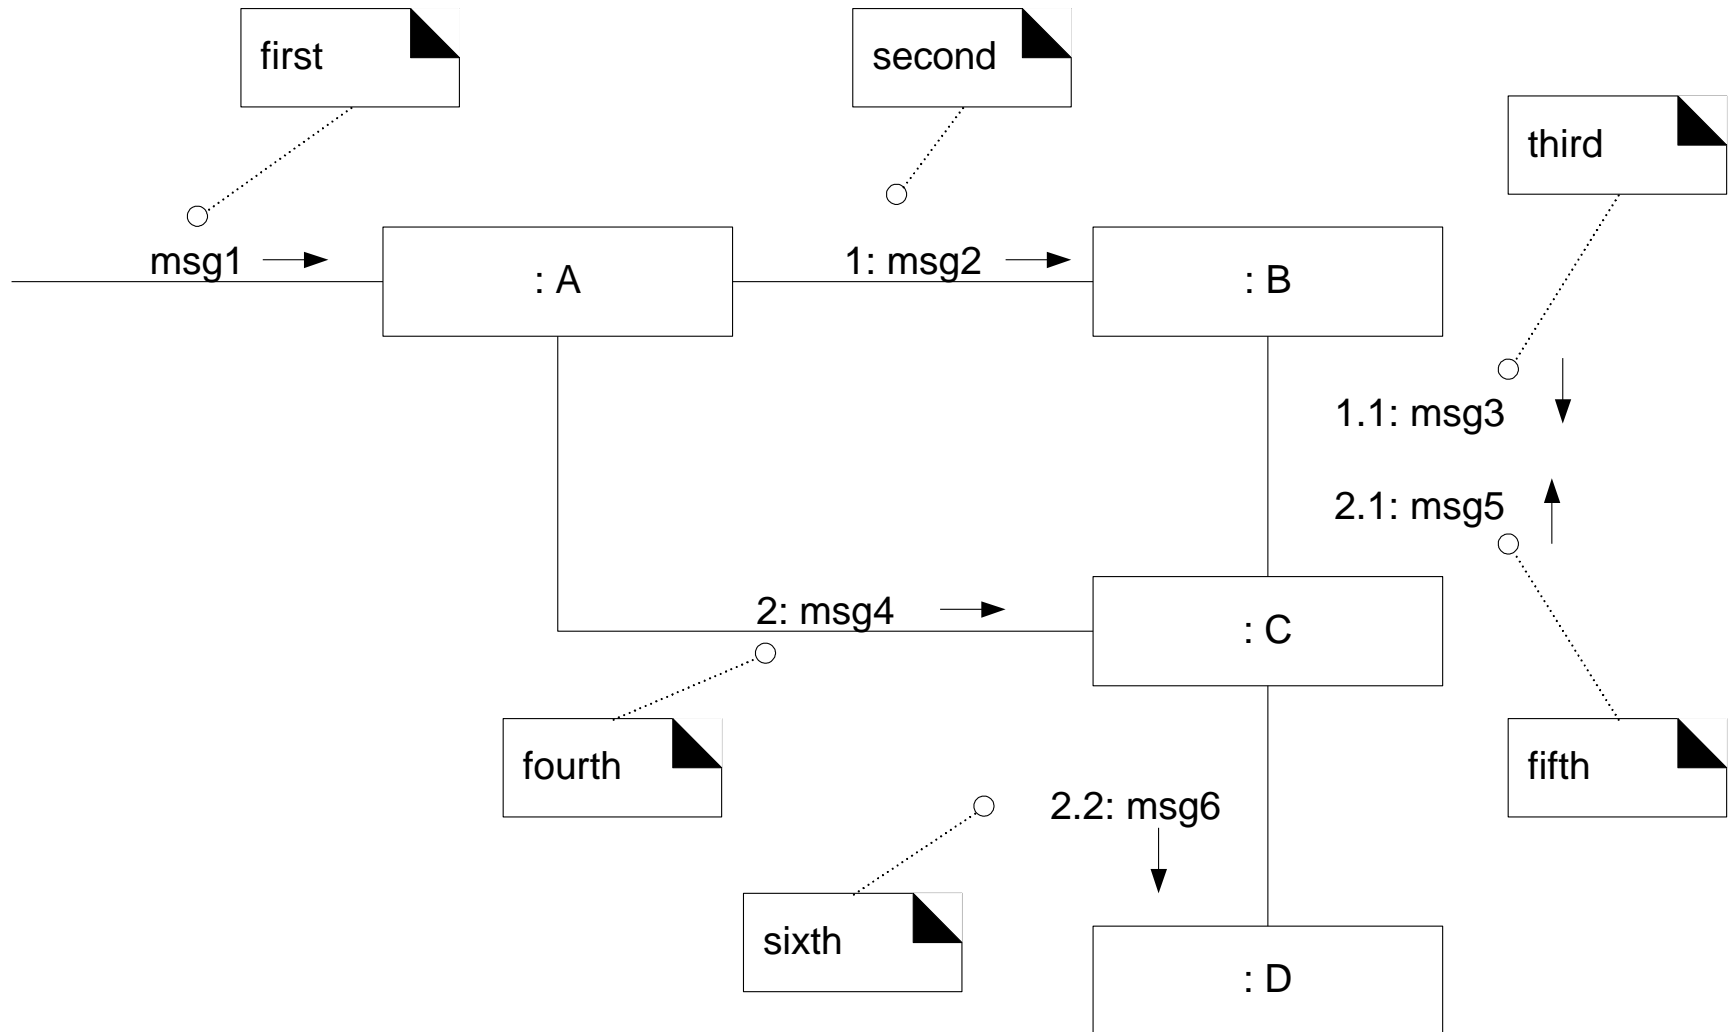 first
second
third
msg1
: A
1: msg2
: B
1.1: msg3
2.1: msg5
2: msg4
: C
fourth
fifth
2.2: msg6
sixth
: D